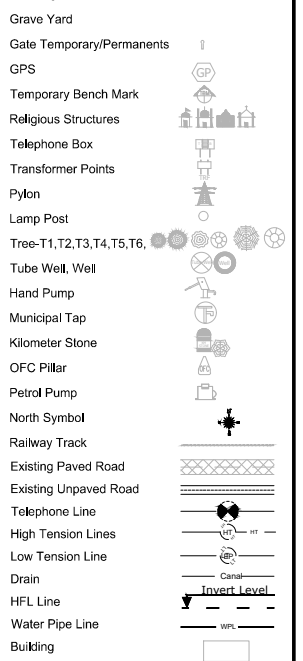 Grave Yard
Gate Temporary/Permanents
GPS GP
Temporary Bench Mark
Religious Structures
Telephone Box
Transformer Points
TRF
Pylon
Lamp Post
Tree-T1,T2,T3,T4,T5,T6,
Tube Well, Well
Hand Pump
Municipal Tap
Kilometer Stone
OFC Pillar OFC
Petrol Pump
North Symbol
Railway Track
Existing Paved Road
Existing Unpaved Road
Telephone Line
High Tension Lines HT HT
Low Tension Line
Drain Canal
Invert Level
HFL Line
Water Pipe Line WPL
Building